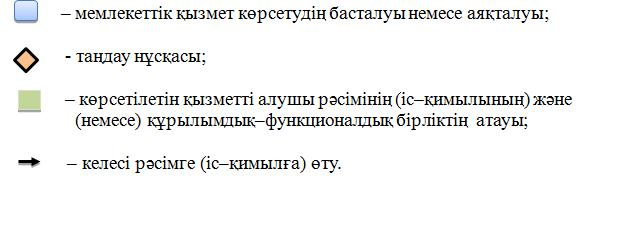 – мемлекеттік қызмет көрсетудің басталуы немесе аяқталуы;
- таңдау нұсқасы;
– көрсетілетін қызметті алушы рәсімінің (іс–қимылының) және
(немесе) құрылымдық–функционалдық бірліктің атауы;
– келесі рәсімге (іс–қимылға) өту.